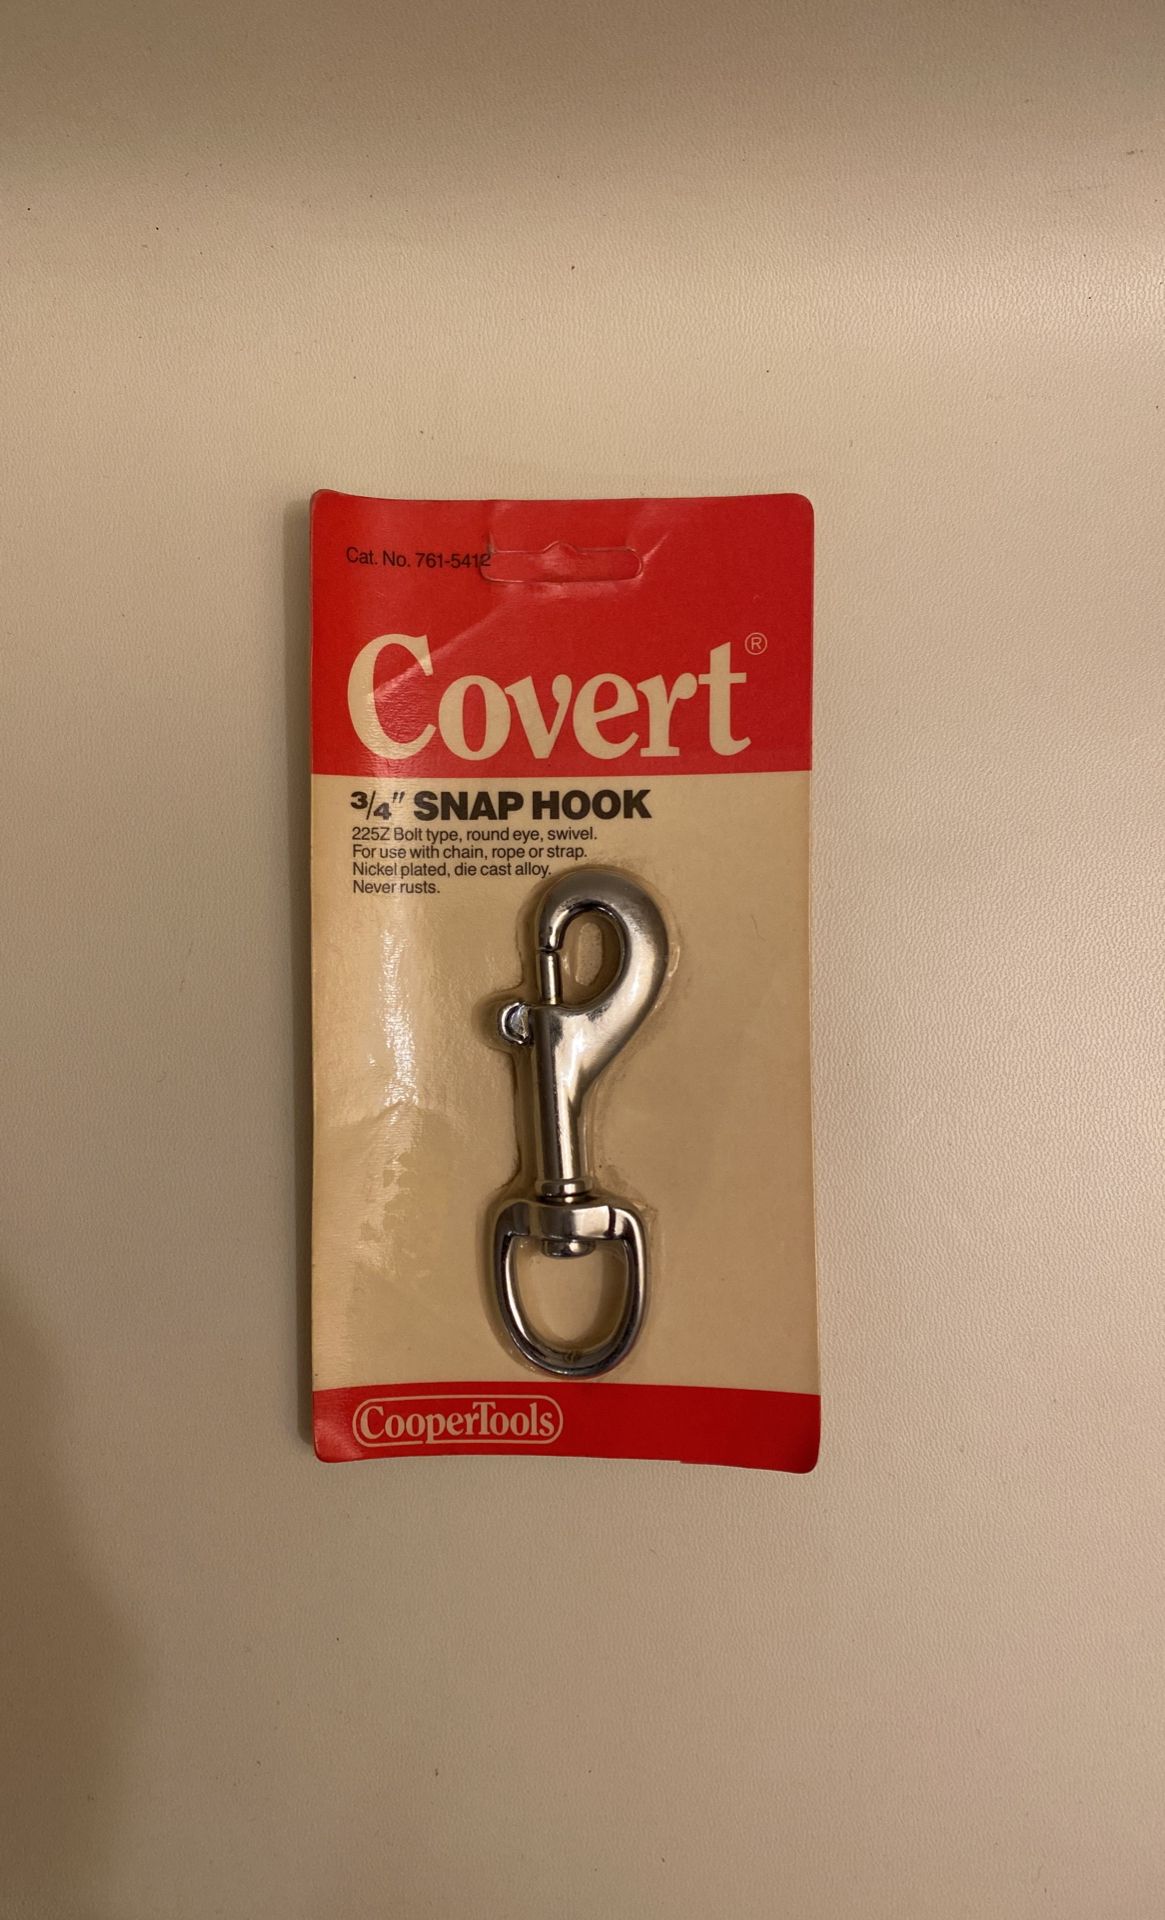 Cat. No. 761-5412
Covert®
3/4" SNAP HOOK
225Z Bolt type, round eye, swivel.
For use with chain, rope or strap.
Nickel plated, die cast alloy.
Never rusts.
CooperTools